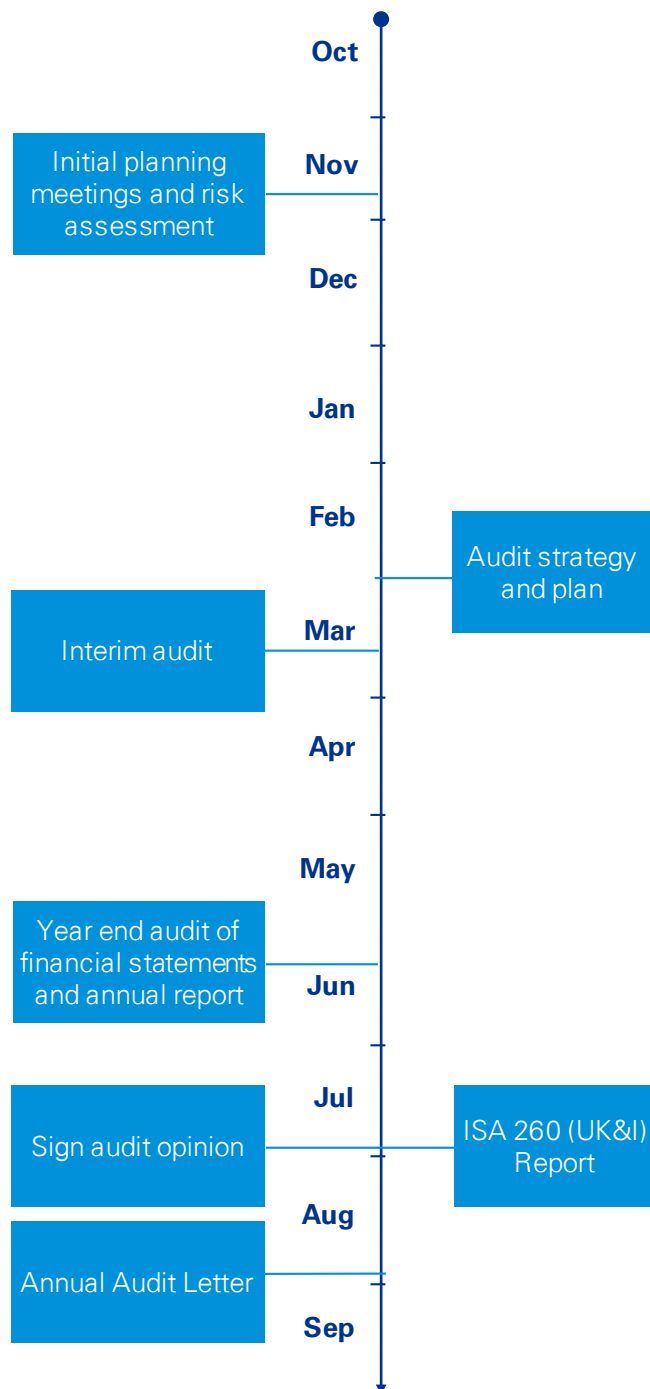 Oct
Initial planning
meetings and risk
assessment
Nov
Dec
Jan
Feb
Audit strategy
and plan
Interim audit
Mar
Apr
May
Year end audit of
financial statements
and annual report
Jun
Jul
Sign audit opinion
ISA 260 (UK&I)
Report
Aug
Annual Audit Letter
Sep